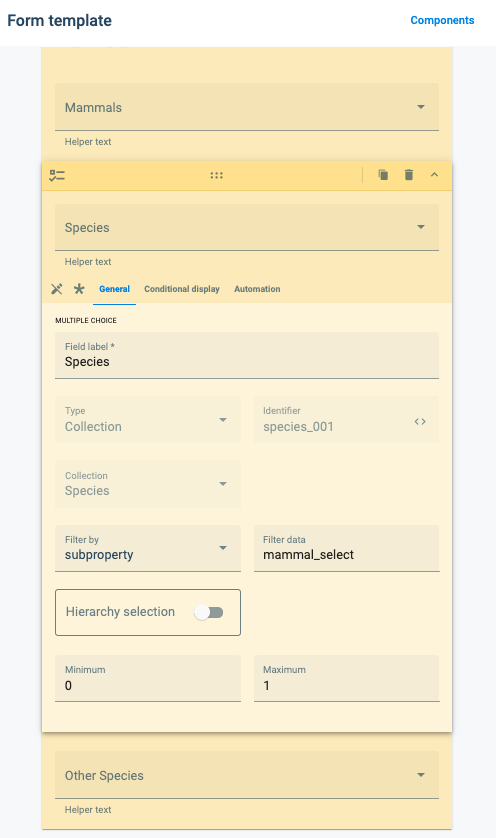 Form template
Components
Mammals
Helper text
Species
Helper text
General Conditional display Automation
MULTIPLE CHOICE
Field label *
Species
Type
Collection
Identifier
species_001
Collection
Species
Filter by
subproperty
Filter data
mammal_select
Hierarchy selection
Minimum
0
Maximum
1
Other Species
Helper text